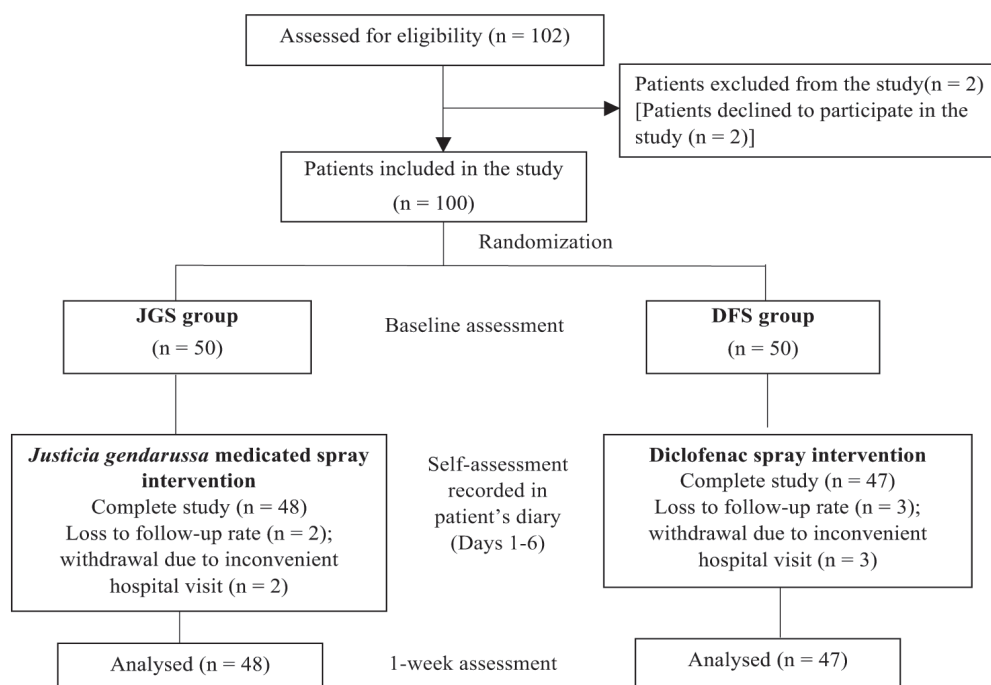 Assessed for eligibility (n = 102)
Patients excluded from the study(n = 2)
[Patients declined to participate in the
study (n = 2)]
Patients included in the study
(n = 100)
Randomization
JGS group
(n = 50)
Baseline assessment
DFS group
(n = 50)
Justicia gendarussa medicated spray
intervention
Complete study (n = 48)
Loss to follow-up rate (n = 2);
withdrawal due to inconvenient
hospital visit (n = 2)
Self-assessment
recorded in
patient's diary
(Days 1-6)
Diclofenac spray intervention
Complete study (n = 47)
Loss to follow-up rate (n = 3);
withdrawal due to inconvenient
hospital visit (n = 3)
Analysed (n = 48)
1-week assessment
Analysed (n = 47)